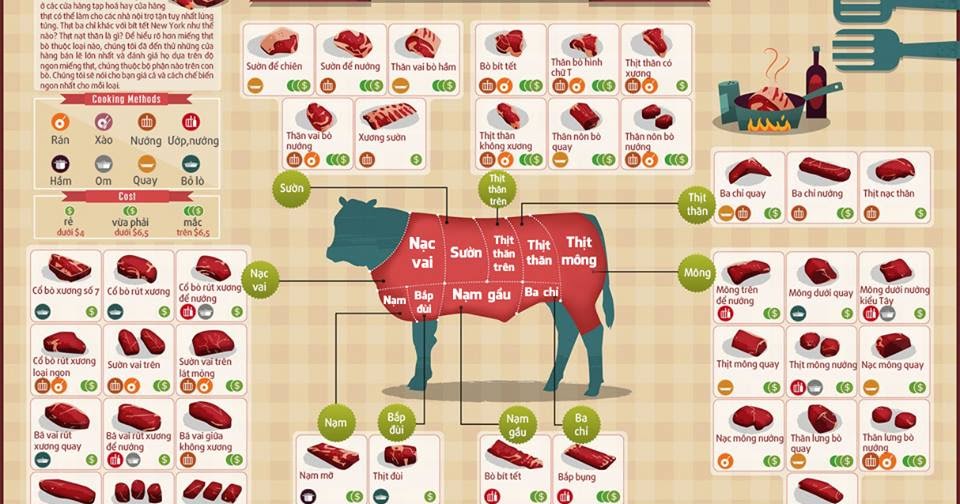 ở các cửa hàng tạp hoá hay cửa hàng
thịt có thể làm cho các nhà nội trợ tận tuỵ nhất lúng
túng. Thịt ba chỉ khác với bít tết New York như thế
nào? Thịt nạt thăn là gì? Để hiểu rõ hơn miếng thịt
bò thuộc loại nào, chúng tôi đã đến thử những cửa
hàng bán lẻ lớn nhất và đánh giá họ dựa trên độ
ngon miếng thịt, chúng thuộc bộ phận nào trên con
bò. Chúng tôi sẽ nói cho bạn giá cả và cách chế biến
ngon nhất cho mỗi loại.
Cooking Methods
Rán
Xào
Nướng
Ướp,nướng
Hầm
Om
Quay
Bỏ lò
Cost
$
$
$
rẻ
vừa phải
mắc
dưới $4
dưới $6,5
trên $6,5
Sườn để chiên
Sườn để nướng
Thăn vai bò hầm
Thăn vai bò
nướng
Xương sườn
Bò bít tết
Thăn bò hình
chữ T
Thịt thăn có
xương
Thịt thăn
không xương
Thăn nõn bò
quay
Thăn nõn bò
nướng
Ba chỉ quay
Ba chỉ nướng
Thịt nạc thăn
Sườn
Thịt
thăn
trên
Thịt
thăn
Nạc
vai
Mông
Nạc
vai
Sườn
Thịt
thăn
trên
Thịt
thăn
Thịt
mông
Nạm
Bắp
đùi
Nạm gầu
Ba chỉ
Cổ bò xương số 7
Cổ bò rút xương
Cổ bò rút xương
để nướng
Cổ bò rút xương
loại ngon
Sườn vai trên
Sườn vai trên
lát mỏng
Bả vai rút
xương quay
Bả vai rút xương
để nướng
Bả vai giữa
không xương
Mông trên
để nướng
Mông dưới quay
Mông dưới nướng
kiểu Tây
Thịt mông quay
Thịt mông nướng
Nạc mông quay
Nạc mông nướng
Thăn lưng bò
quay
Thăn lưng bò
nướng
Nạm
Bắp
đùi
Nạm
gầu
Ba
chỉ
Nạm mỡ
Thịt đùi
Bò bít tết
Bắp bụng